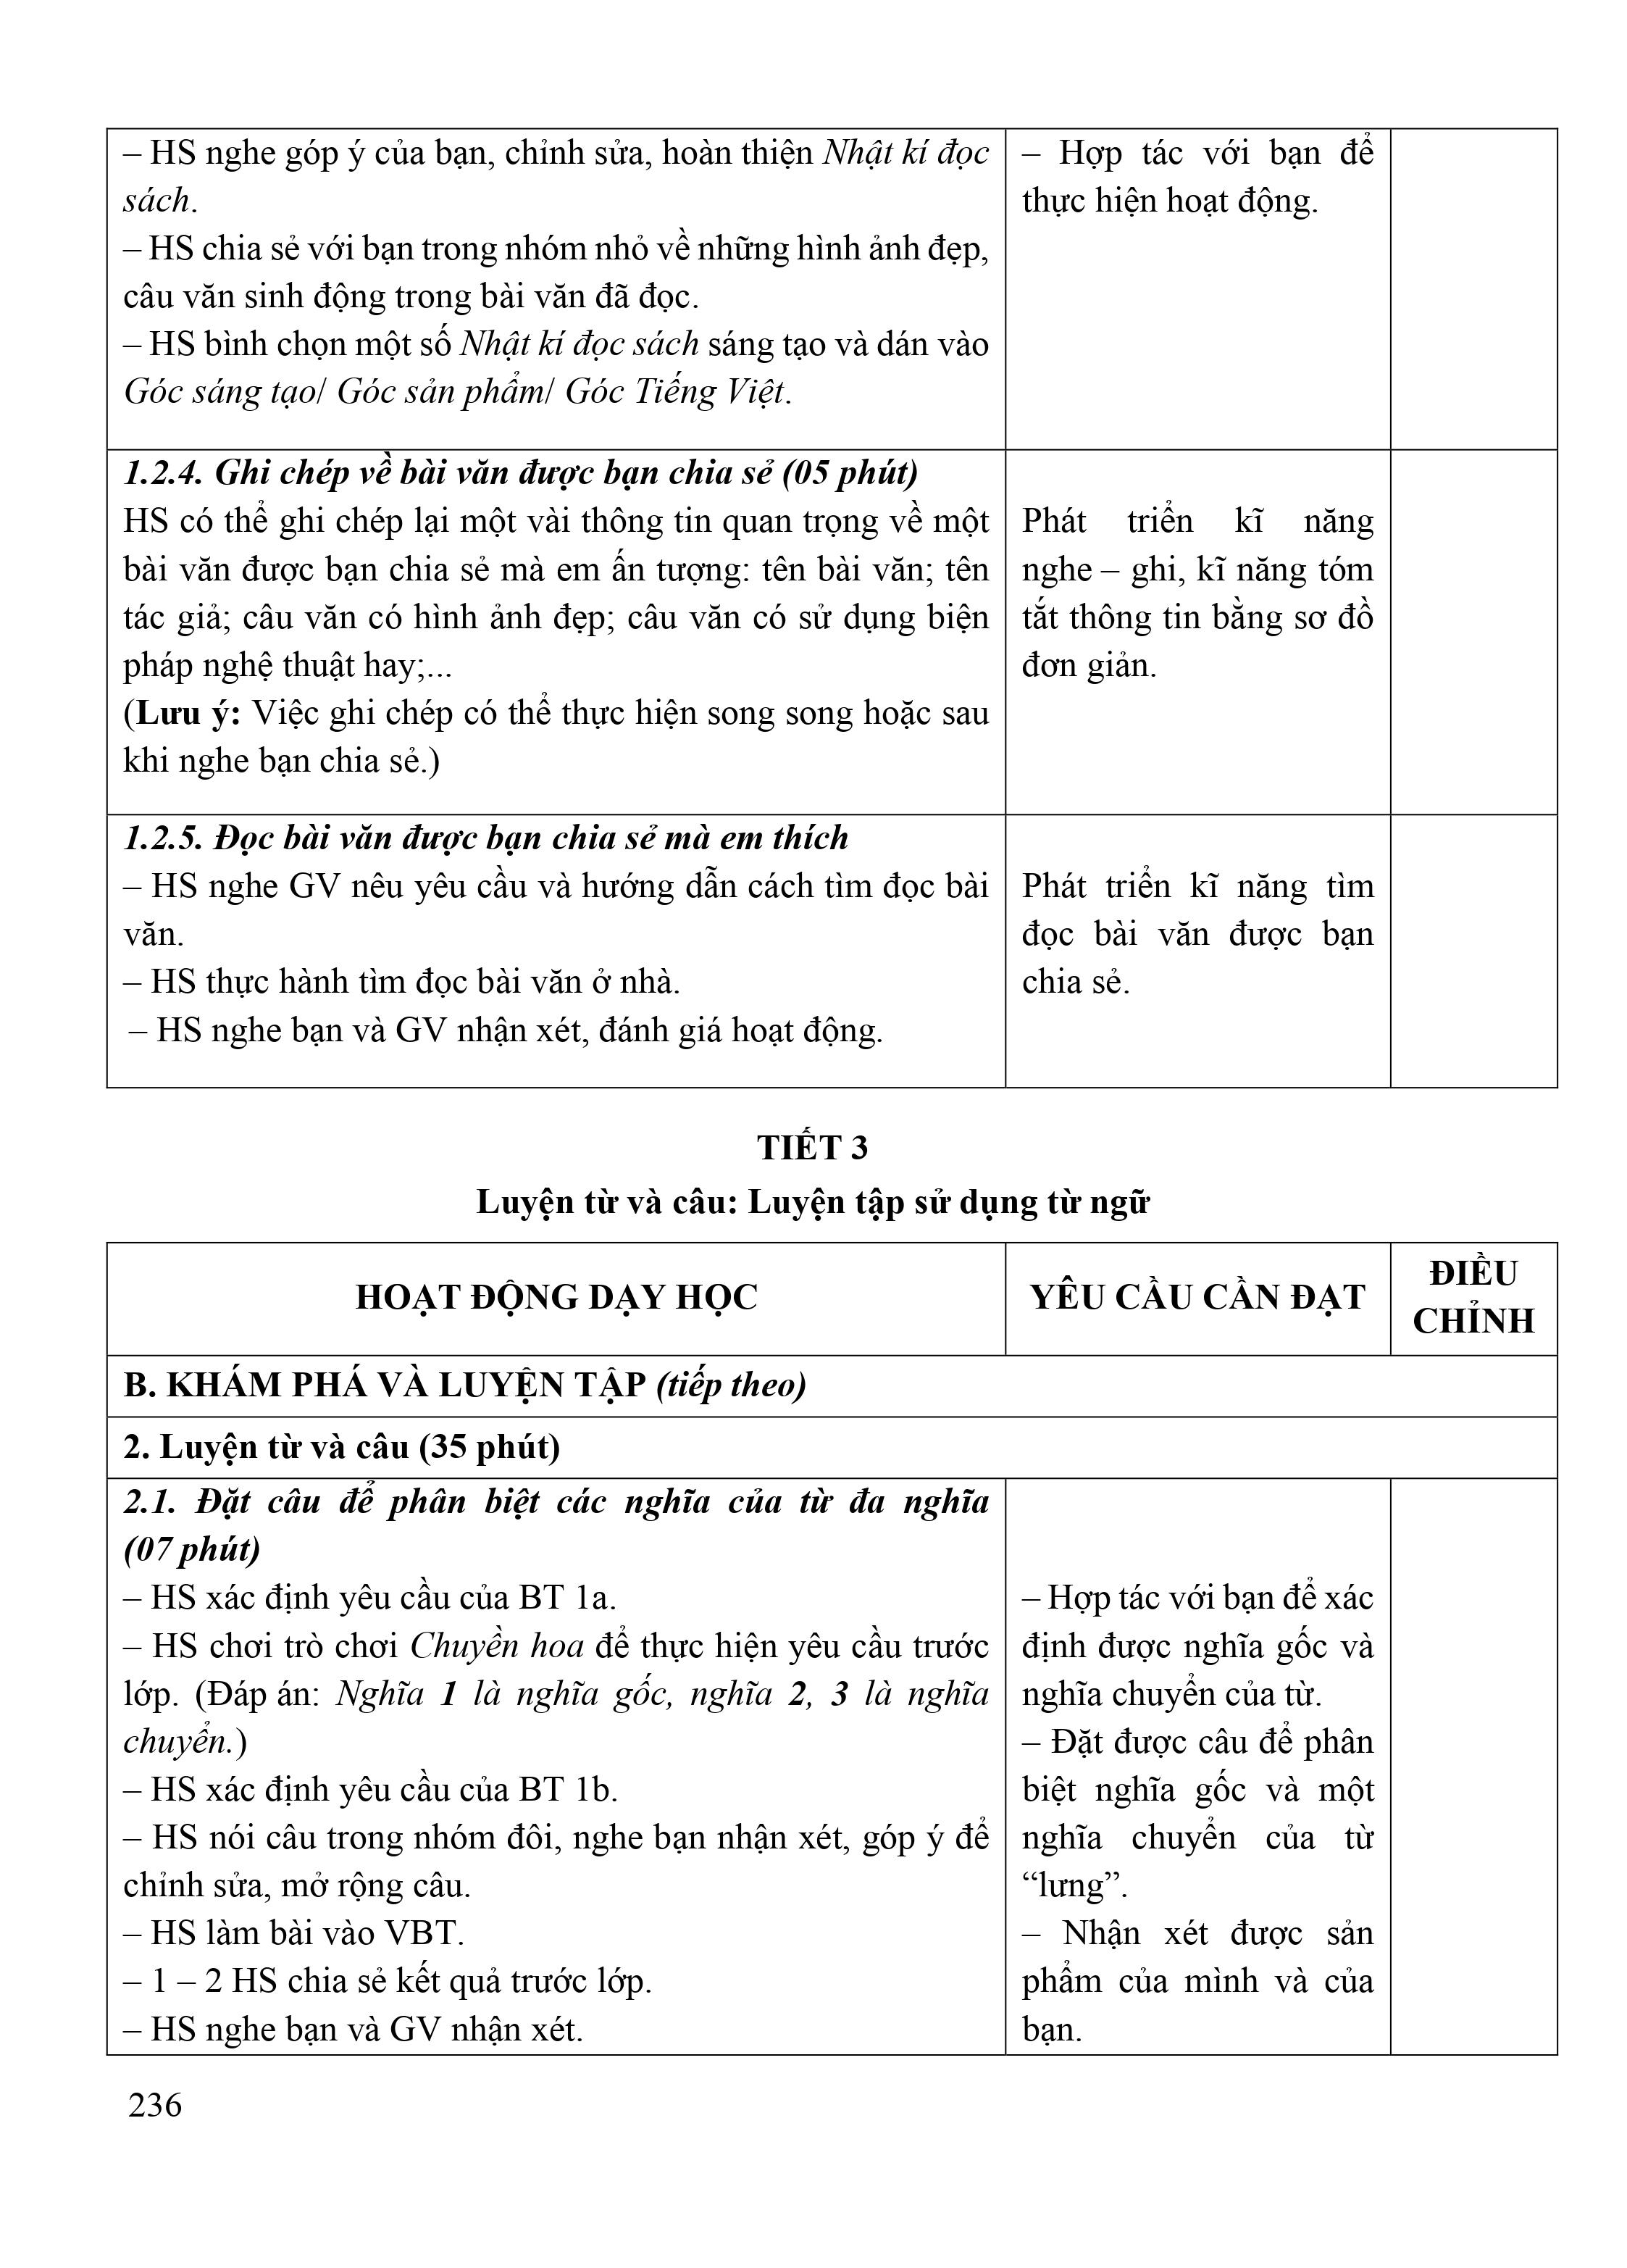 – HS nghe góp ý của bạn, chỉnh sửa, hoàn thiện Nhật kí đọc
sách.
– HS chia sẻ với bạn trong nhóm nhỏ về những hình ảnh đẹp,
câu văn sinh động trong bài văn đã đọc.
– HS bình chọn một số Nhật kí đọc sách sáng tạo và dán vào
Góc sáng tạo/ Góc sản phẩm/ Góc Tiếng Việt.
– Hợp tác với bạn để
thực hiện hoạt động.
1.2.4. Ghi chép về bài văn được bạn chia sẻ (05 phút)
HS có thể ghi chép lại một vài thông tin quan trọng về một
bài văn được bạn chia sẻ mà em ấn tượng: tên bài văn; tên
tác giả; câu văn có hình ảnh đẹp; câu văn có sử dụng biện
pháp nghệ thuật hay;...
(Lưu ý: Việc ghi chép có thể thực hiện song song hoặc sau
khi nghe bạn chia sẻ.)
Phát triển kĩ năng
nghe – ghi, kĩ năng tóm
tắt thông tin bằng sơ đồ
đơn giản.
1.2.5. Đọc bài văn được bạn chia sẻ mà em thích
– HS nghe GV nêu yêu cầu và hướng dẫn cách tìm đọc bài
văn.
– HS thực hành tìm đọc bài văn ở nhà.
– HS nghe bạn và GV nhận xét, đánh giá hoạt động.
Phát triển kĩ năng tìm
đọc bài văn được bạn
chia sẻ.
TIẾT 3
Luyện từ và câu: Luyện tập sử dụng từ ngữ
HOẠT ĐỘNG DẠY HỌC
YÊU CẦU CẦN ĐẠT
ĐIỀU
CHỈNH
B. KHÁM PHÁ VÀ LUYỆN TẬP (tiếp theo)
2. Luyện từ và câu (35 phút)
2.1. Đặt câu để phân biệt các nghĩa của từ đa nghĩa
(07 phút)
– HS xác định yêu cầu của BT 1a.
– HS chơi trò chơi Chuyền hoa để thực hiện yêu cầu trước
lớp. (Đáp án: Nghĩa 1 là nghĩa gốc, nghĩa 2, 3 là nghĩa
chuyển.)
– HS xác định yêu cầu của BT 1b.
– HS nói câu trong nhóm đôi, nghe bạn nhận xét, góp ý để
chỉnh sửa, mở rộng câu.
– HS làm bài vào VBT.
– 1 – 2 HS chia sẻ kết quả trước lớp.
– HS nghe bạn và GV nhận xét.
– Hợp tác với bạn để xác
định được nghĩa gốc và
nghĩa chuyển của từ.
– Đặt được câu để phân
biệt nghĩa gốc và một
nghĩa chuyển của từ
“lưng”.
– Nhận xét được sản
phẩm của mình và của
bạn.
236